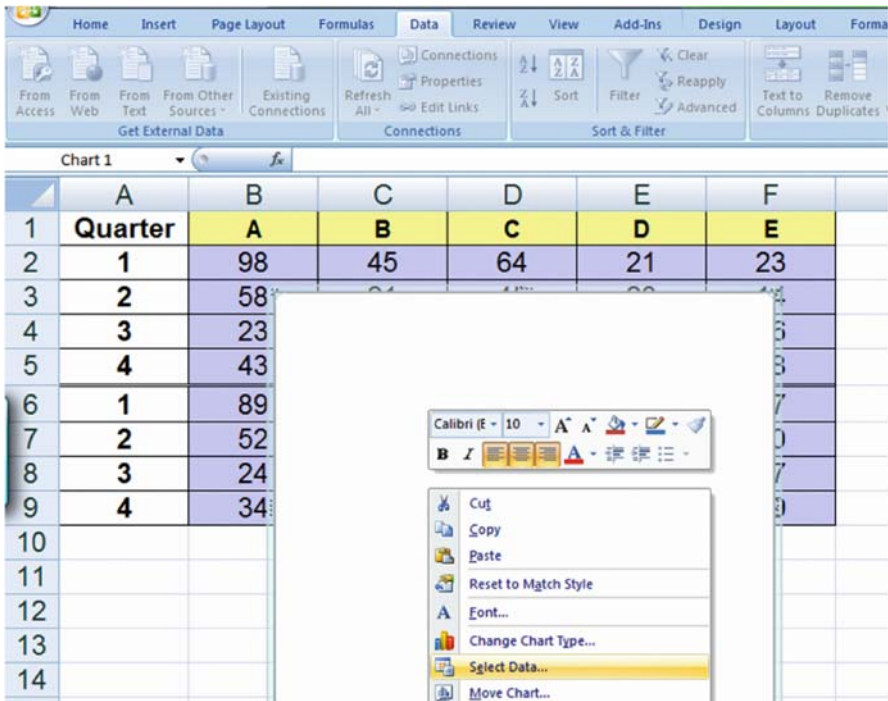 Home Insert Page Layout Formulas Data Review View Add-Ins Design Layout Forma
From Access From Web From Text From Other Sources Existing Connections Refresh All Connections Properties Edit Links Sort Filter Clear Reapply Advanced Text to Columns Remove Duplicates
Get External Data Connections Sort & Filter
Chart 1 fx
A B C D E F
1 Quarter A B C D E
2 1 98 45 64 21 23
3 2 58
4 3 23
5 4 43
6 1 89
7 2 52
8 3 24
9 4 34
10
11
12
13
14
Calibri (E 10 A A
B I A
Cut
Copy
Paste
Reset to Match Style
A Font...
Change Chart Type...
Select Data...
Move Chart...